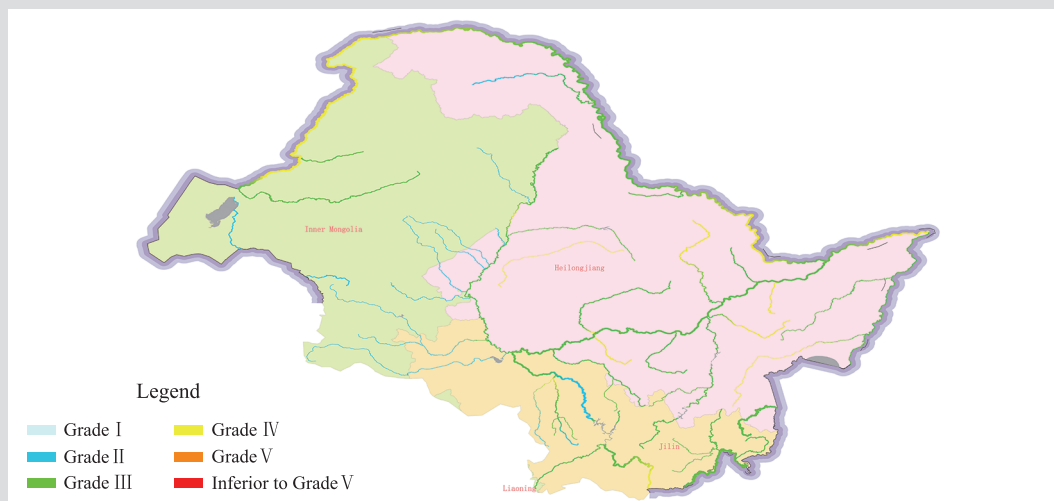 Inner Mongolia
Heilongjiang
Jilin
Liaoning
Legend
Grade Ⅰ
Grade Ⅱ
Grade Ⅲ
Grade Ⅳ
Grade Ⅴ
Inferior to Grade Ⅴ